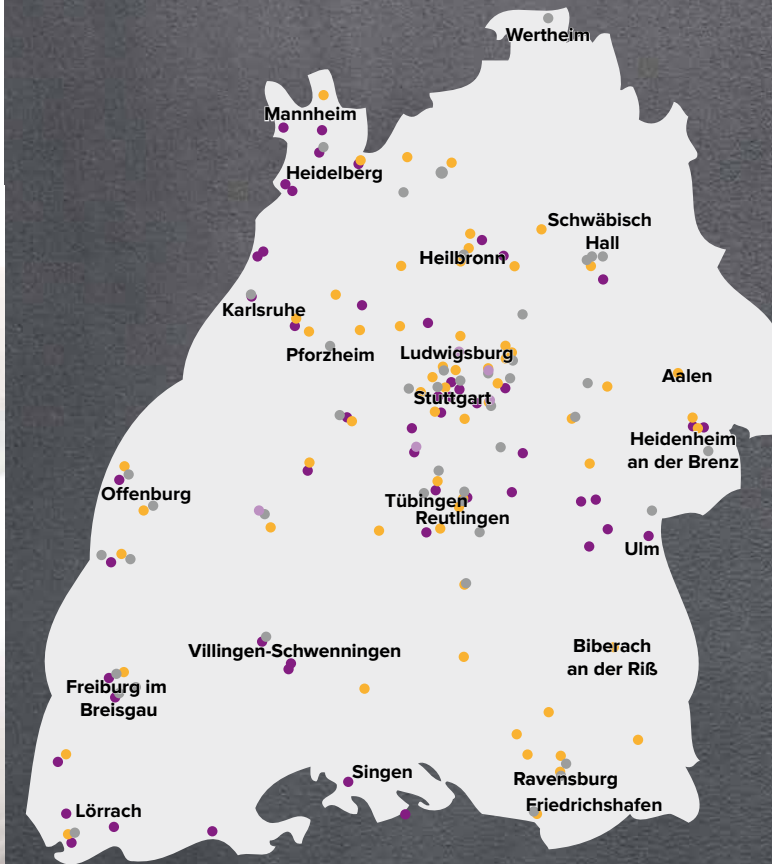 Wertheim
Mannheim
Heidelberg
Schwäbisch
Hall
Heilbronn
Karlsruhe
Pforzheim
Ludwigsburg
Stuttgart
Aalen
Heidenheim
an der Brenz
Offenburg
Tübingen
Reutlingen
Ulm
Villingen-Schwenningen
Biberach
an der Riß
Freiburg im
Breisgau
Singen
Ravensburg
Friedrichshafen
Lörrach